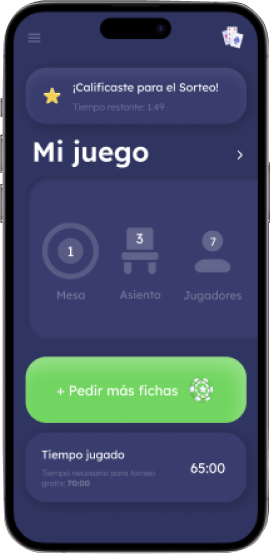 ¡Calificaste para el Sorteo!
Tiempo restante: 1:49
Mi juego
1
3
7
Mesa
Asiento
Jugadores
+ Pedir más fichas
Tiempo jugado
65:00
Tiempo necesario para torneo
gratis: 70:00